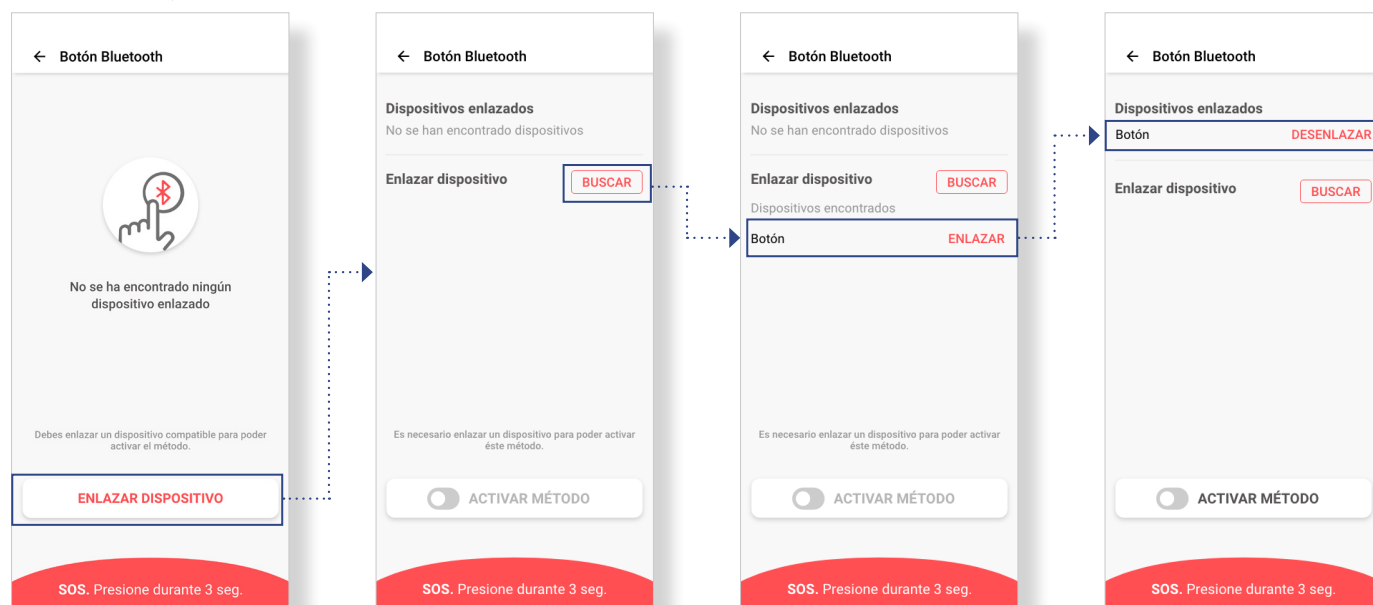 Botón Bluetooth
No se ha encontrado ningún
dispositivo enlazado
Debes enlazar un dispositivo compatible para poder
activar el método.
ENLAZAR DISPOSITIVO
SOS. Presione durante 3 seg.
Botón Bluetooth
Dispositivos enlazados
No se han encontrado dispositivos
Enlazar dispositivo
BUSCAR
Es necesario enlazar un dispositivo para poder activar
éste método.
ACTIVAR MÉTODO
SOS. Presione durante 3 seg.
Botón Bluetooth
Dispositivos enlazados
No se han encontrado dispositivos
Enlazar dispositivo
BUSCAR
Dispositivos encontrados
Botón
ENLAZAR
Es necesario enlazar un dispositivo para poder activar
éste método.
ACTIVAR MÉTODO
SOS. Presione durante 3 seg.
Botón Bluetooth
Dispositivos enlazados
Botón
DESENLAZAR
Enlazar dispositivo
BUSCAR
ACTIVAR MÉTODO
SOS. Presione durante 3 seg.